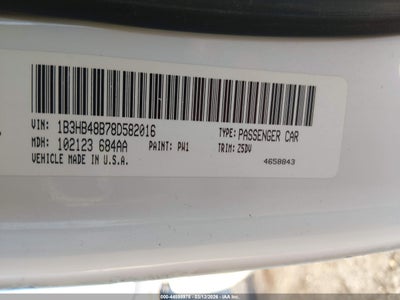 VIN: 1B3HB48B78D582016 TYPE: PASSENGER CAR
MDH: 102123 684AA PAINT: PW1 TRIM: Z5DV
VEHICLE MADE IN U.S.A. 4658843